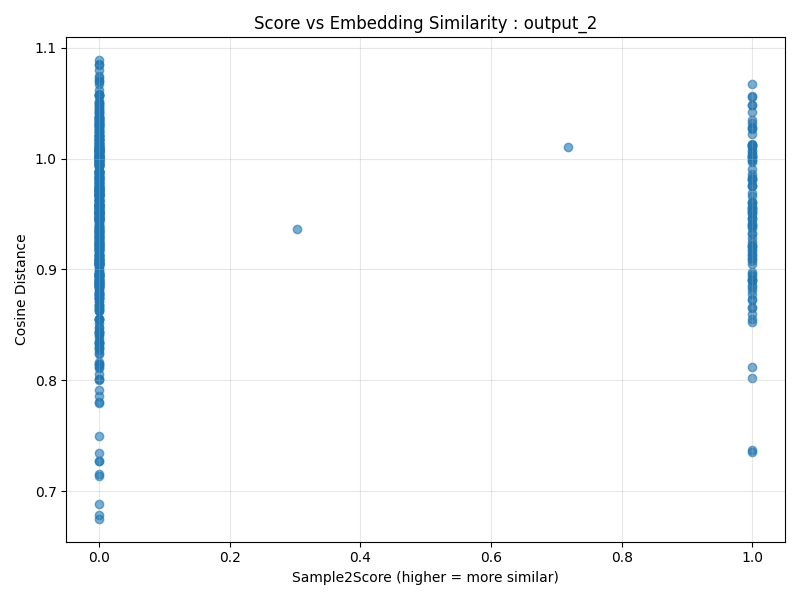 Score vs Embedding Similarity : output_2
1.1
1.0
0.9
0.8
0.7
Cosine Distance
0.0 0.2 0.4 0.6 0.8 1.0
Sample2Score (higher = more similar)